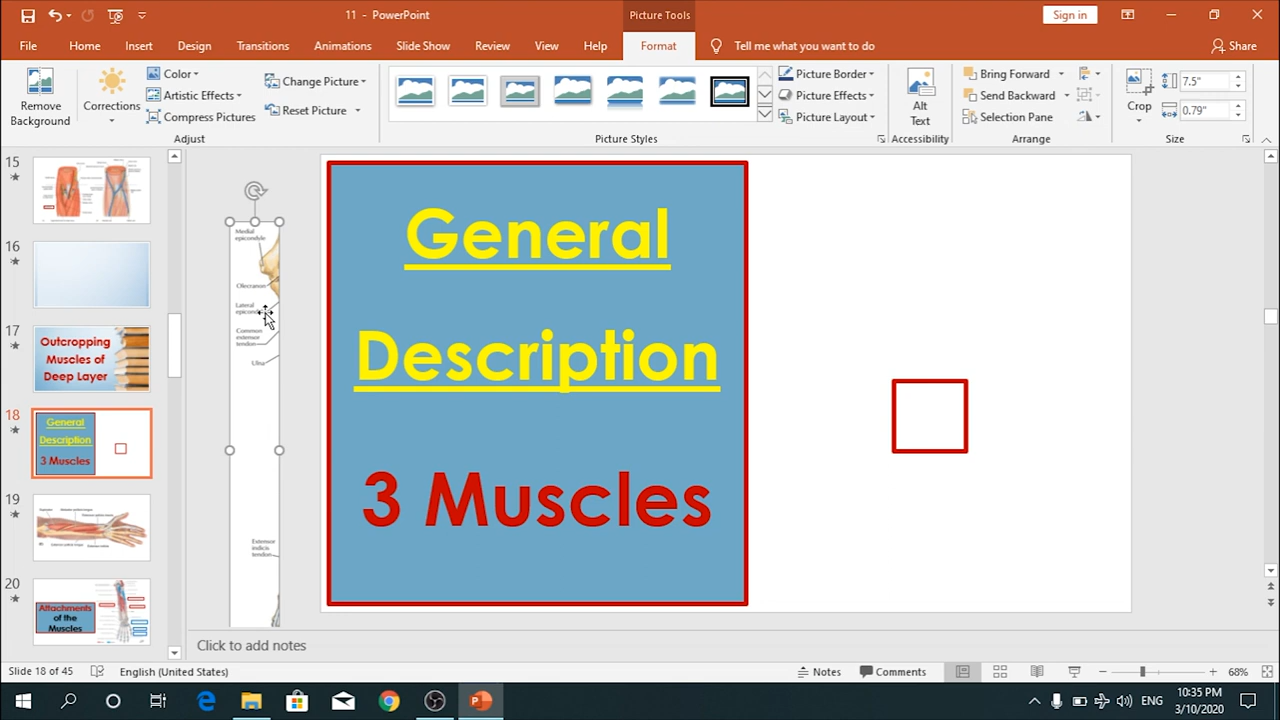 11 - PowerPoint
Picture Tools
Sign in
File
Home
Insert
Design
Transitions
Animations
Slide Show
Review
View
Help
Format
Tell me what you want to do
Share
Remove
Background
Corrections
Color
Artistic Effects
Compress Pictures
Change Picture
Reset Picture
Adjust
Picture Styles
Picture Border
Picture Effects
Picture Layout
Alt
Text
Accessibility
Bring Forward
Send Backward
Selection Pane
Arrange
Crop
7.5"
0.79"
Size
15
16
17
Outcropping
Muscles of
Deep Layer
18
General
Description
3 Muscles
19
20
Attachments
of the
Muscles
Medial
epicondyle
Olecranon
Lateral
Common
extensor
tendon
Ulna
Extensor
indicis
tendon
General
Description
3 Muscles
Click to add notes
Slide 18 of 45
English (United States)
Notes
Comments
68%
ENG
10:35 PM
3/10/2020